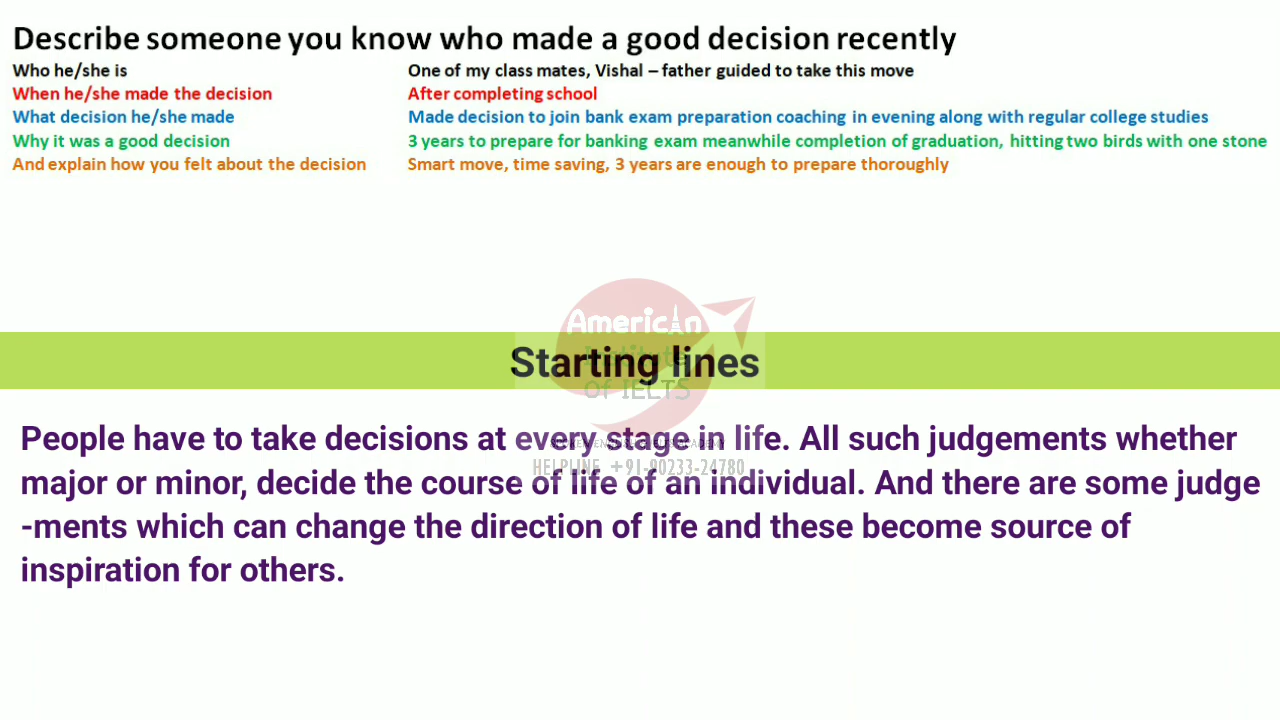 Describe someone you know who made a good decision recently
Who he/she is One of my class mates, Vishal – father guided to take this move
When he/she made the decision After completing school
What decision he/she made Made decision to join bank exam preparation coaching in evening along with regular college studies
Why it was a good decision 3 years to prepare for banking exam meanwhile completion of graduation, hitting two birds with one stone
And explain how you felt about the decision Smart move, time saving, 3 years are enough to prepare thoroughly
American
Institute
Of IELTS
Starting lines
People have to take decisions at every stage in life. All such judgements whether
major or minor, decide the course of life of an individual. And there are some judge
-ments which can change the direction of life and these become source of
inspiration for others.
HELPLINE +91-90233-24780